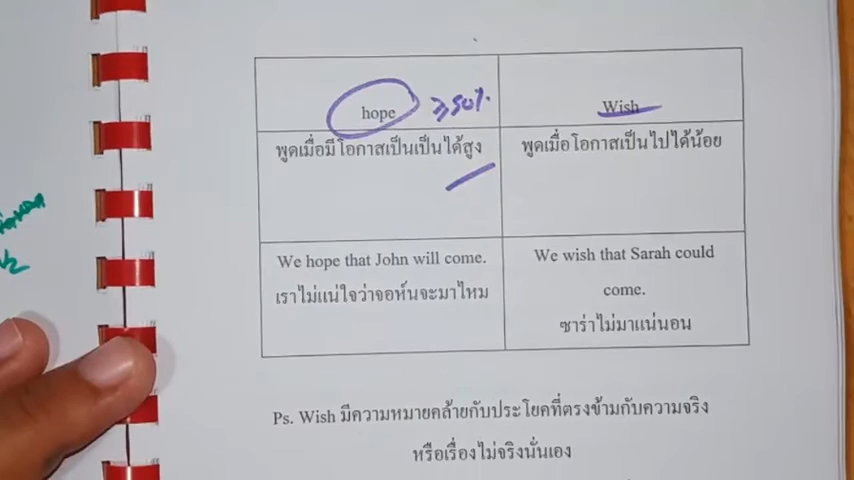 hope ≥50%
Wish
พูดเมื่อมีโอกาสเป็นเป็นได้สูง
พูดเมื่อโอกาสเป็นไปได้น้อย
We hope that John will come.
เราไม่แน่ใจว่าจอห์นจะมาไหม
We wish that Sarah could
come.
ซาร่าไม่มาแน่นอน
Ps. Wish มีความหมายคล้ายกับประโยคที่ตรงข้ามกับความจริง
หรือเรื่องไม่จริงนั่นเอง